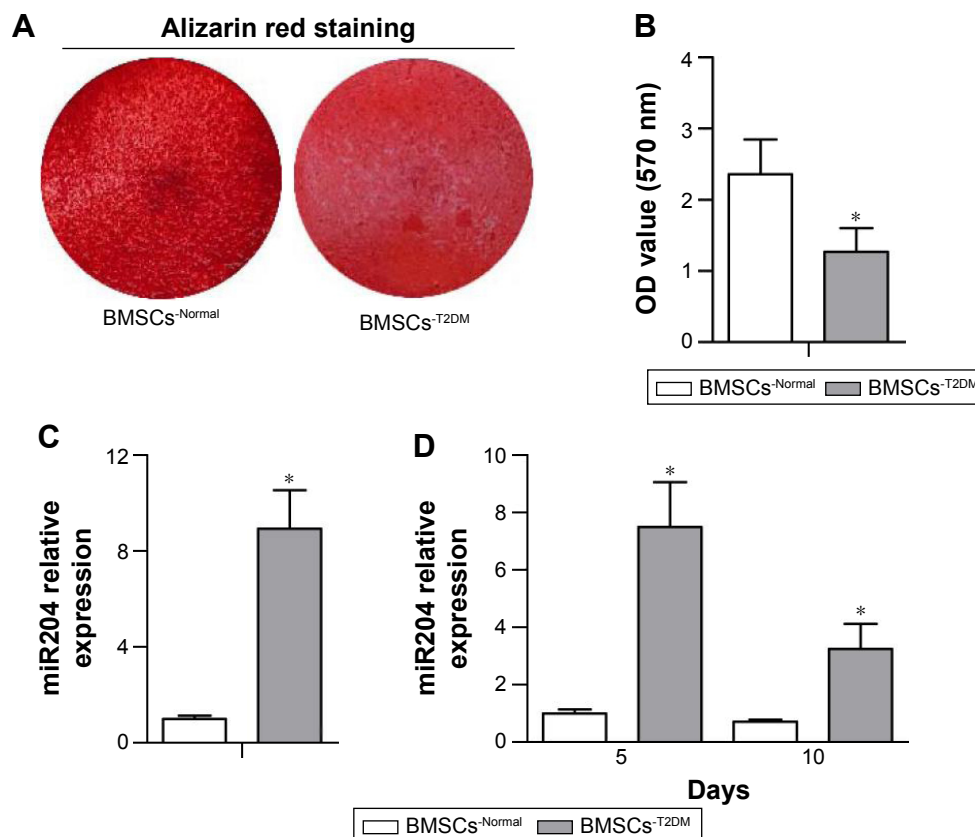 A
Alizarin red staining
BMSCs-Normal
BMSCs-T2DM
B
OD value (570 nm)
4
3
2
1
0
*
BMSCs-Normal
BMSCs-T2DM
C
miR204 relative
expression
12
8
4
0
*
D
miR204 relative
expression
10
8
6
4
2
0
*
*
5
10
Days
BMSCs-Normal
BMSCs-T2DM